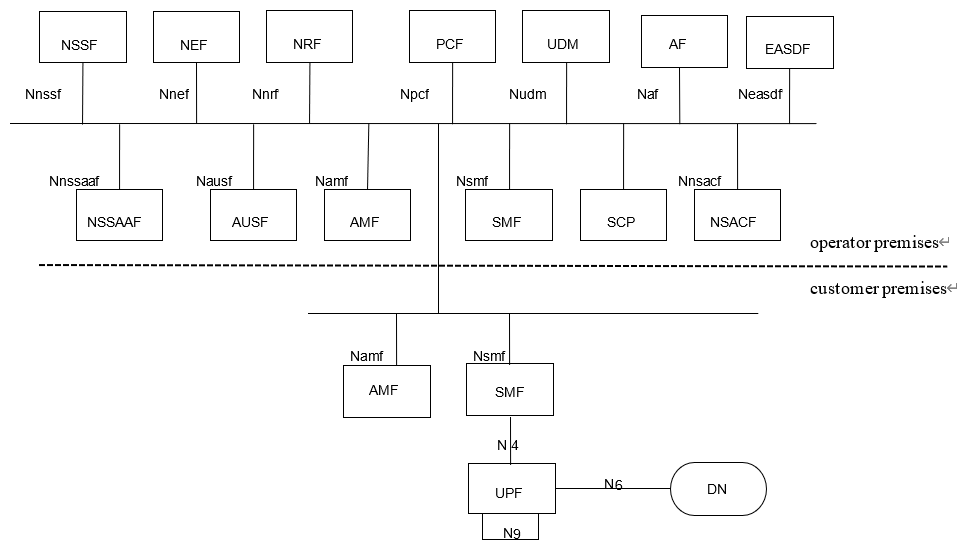 NSSF
NEF
NRF
PCF
UDM
AF
EASDF
Nnssf
Nnef
Nnrf
Npcf
Nudm
Naf
Neasdf
Nnssaaf
Nausf
Namf
Nsmf
Nnsacf
NSSAAF
AUSF
AMF
SMF
SCP
NSACF
operator premises↵
customer premises↵
Namf
Nsmf
AMF
SMF
N 4
UPF
N6
DN
N9